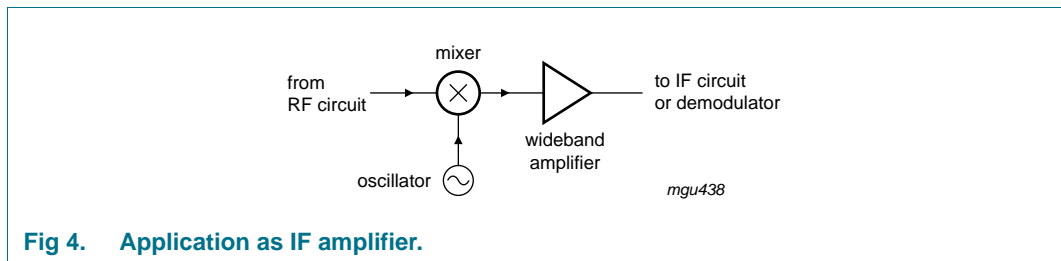 mixer
from
RF circuit
to IF circuit
or demodulator
wideband
amplifier
oscillator
mgu438
Fig 4. Application as IF amplifier.